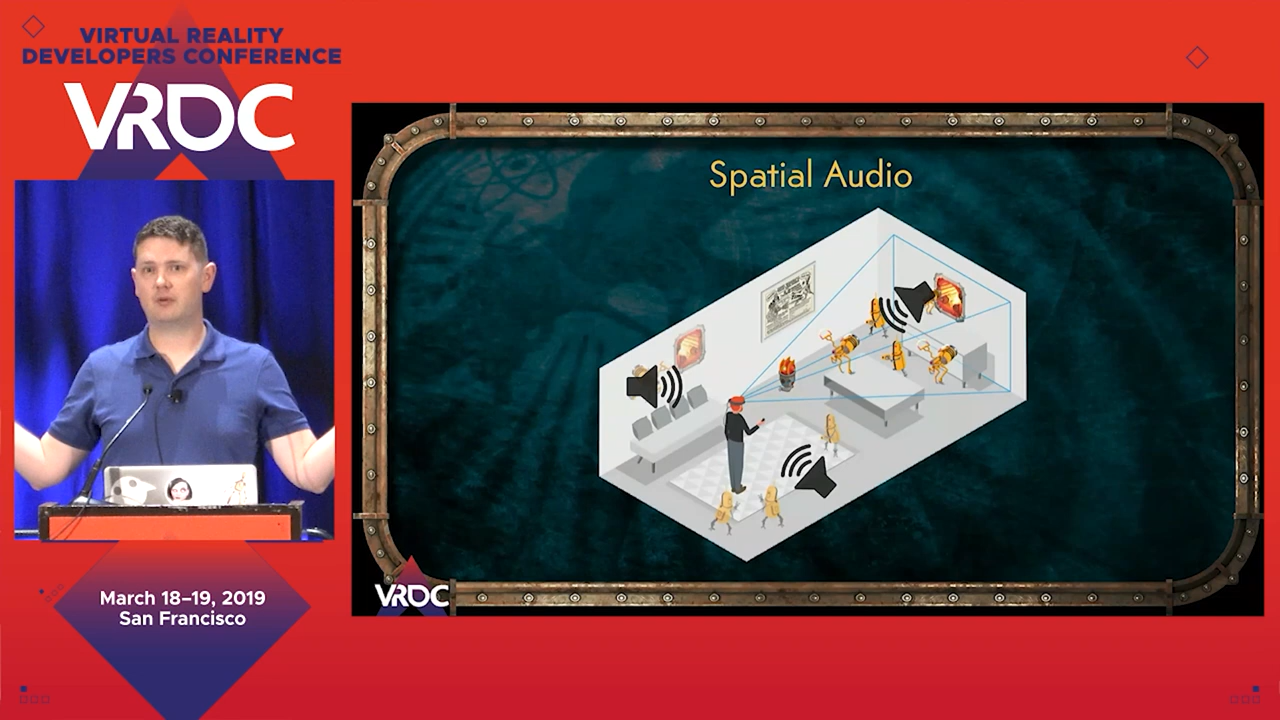 VIRTUAL REALITY
DEVELOPERS CONFERENCE
VRDC
Spatial Audio
VRDC
March 18–19, 2019
San Francisco